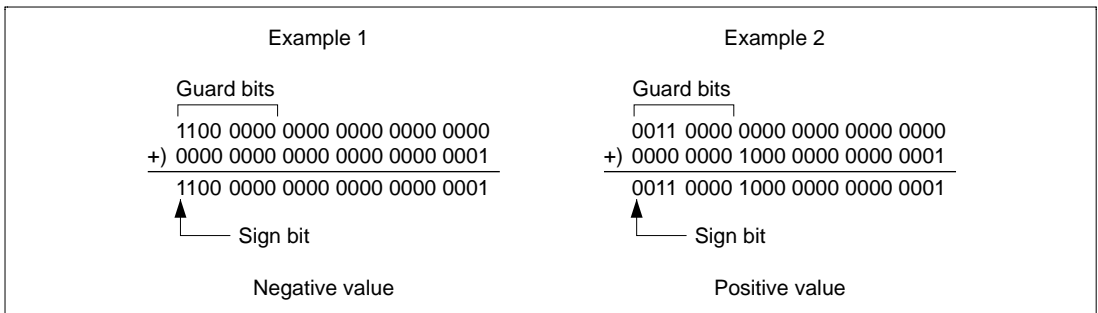 Example 1
Guard bits
1100 0000 0000 0000 0000 0000
+) 0000 0000 0000 0000 0000 0001
1100 0000 0000 0000 0000 0001
Sign bit
Negative value
Example 2
Guard bits
0011 0000 0000 0000 0000 0000
+) 0000 0000 1000 0000 0000 0001
0011 0000 1000 0000 0000 0001
Sign bit
Positive value